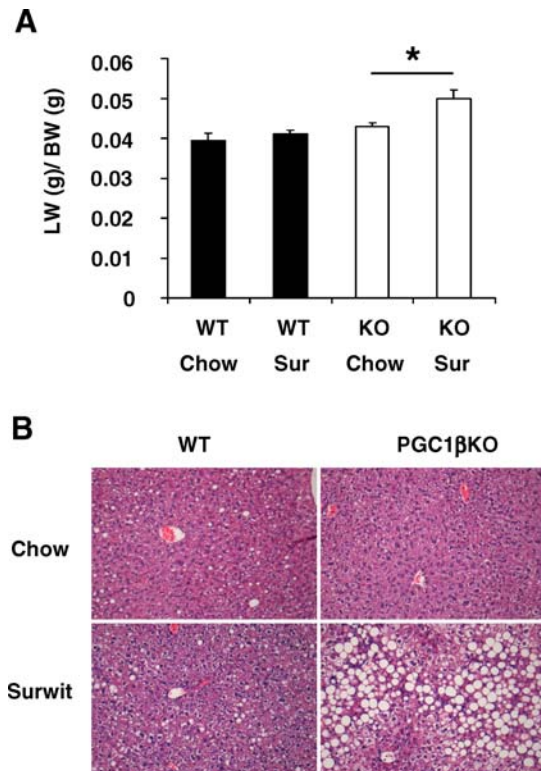 A
LW (g)/ BW (g)
0.06
0.05
0.04
0.03
0.02
0.01
0
*
WT WT KO KO
Chow Sur Chow Sur
B
WT PGC1βKO
Chow
Surwit